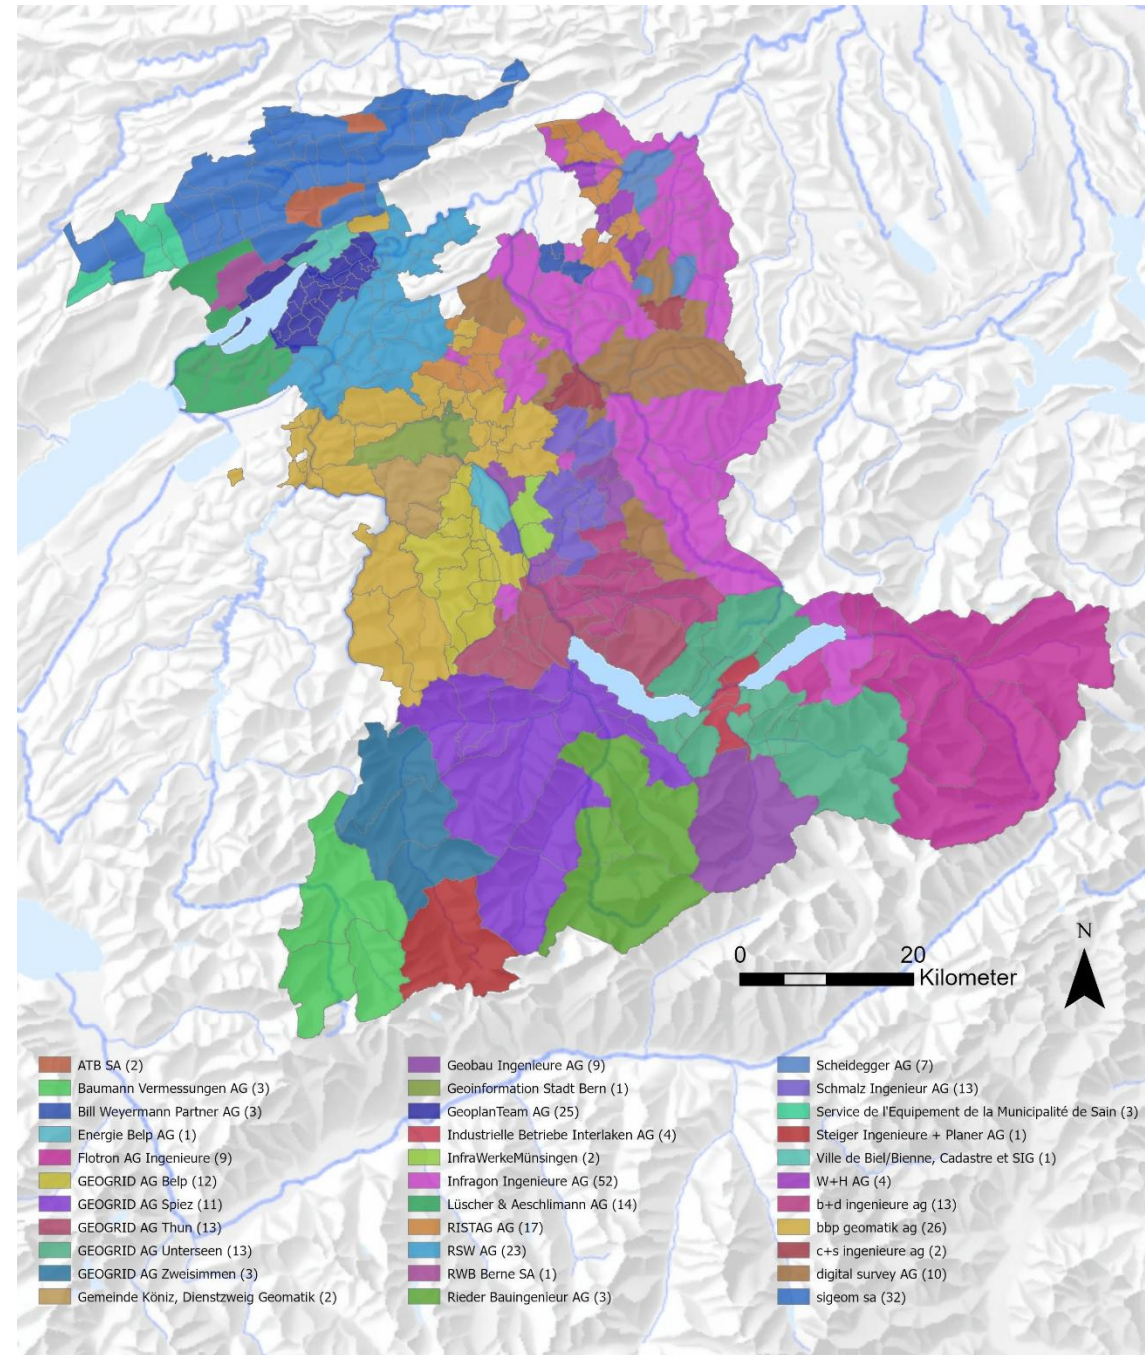 N
0 20
Kilometer
ATB SA (2)
Baumann Vermessungen AG (3)
Bill Weyermann Partner AG (3)
Energie Belp AG (1)
Flotron AG Ingenieure (9)
GEOGRID AG Belp (12)
GEOGRID AG Spiez (11)
GEOGRID AG Thun (13)
GEOGRID AG Unterseen (13)
GEOGRID AG Zweisimmen (3)
Gemeinde Köniz, Dienstzweig Geomatik (2)
Geobau Ingenieure AG (9)
Geoinformation Stadt Bern (1)
GeoplanTeam AG (25)
Industrielle Betriebe Interlaken AG (4)
InfraWerkeMünsingen (2)
Infragon Ingenieure AG (52)
Lüscher & Aeschlimann AG (14)
RISTAG AG (17)
RSW AG (23)
RWB Berne SA (1)
Rieder Bauingenieur AG (3)
Scheidegger AG (7)
Schmalz Ingenieur AG (13)
Service de l'Equipement de la Municipalité de Sain (3)
Steiger Ingenieure + Planer AG (1)
Ville de Biel/Bienne, Cadastre et SIG (1)
W+H AG (4)
b+d ingenieure ag (13)
bbp geomatik ag (26)
c+s ingenieure ag (2)
digital survey AG (10)
sigeom sa (32)